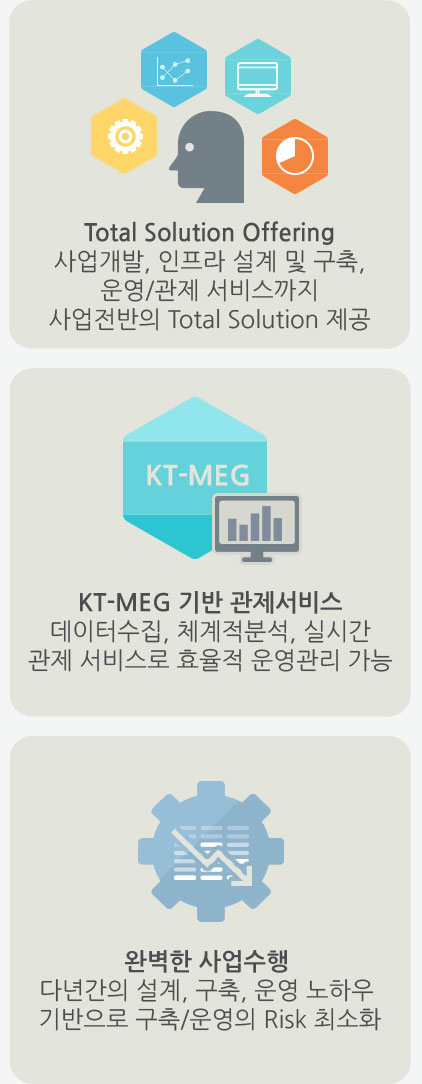 Total Solution Offering
사업개발, 인프라 설계 및 구축,
운영/관제 서비스까지
사업전반의 Total Solution 제공
KT-MEG
KT-MEG 기반 관제서비스
데이터수집, 체계적분석, 실시간
관제 서비스로 효율적 운영관리 가능
완벽한 사업수행
다년간의 설계, 구축, 운영 노하우
기반으로 구축/운영의 Risk 최소화